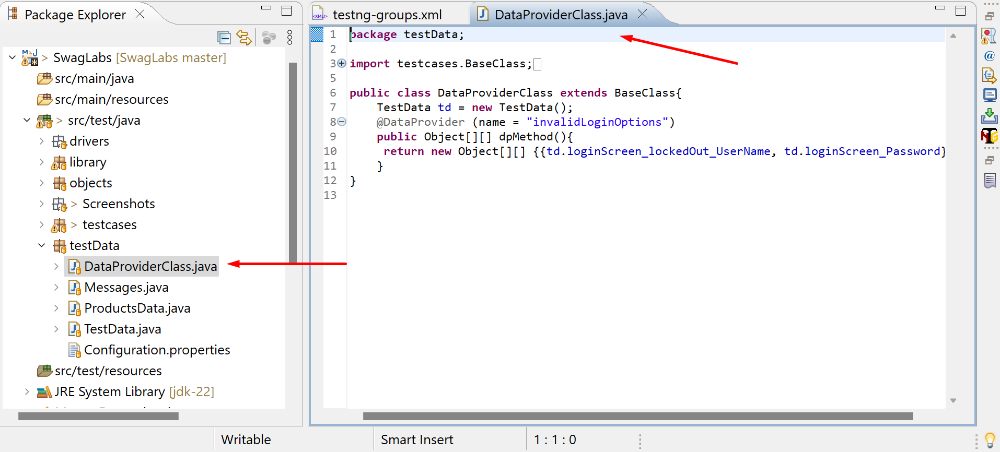 Package Explorer
> SwagLabs [SwagLabs master]
src/main/java
src/main/resources
> src/test/java
drivers
library
objects
> Screenshots
> testcases
testData
DataProviderClass.java
Messages.java
ProductsData.java
TestData.java
Configuration.properties
src/test/resources
JRE System Library [jdk-22]
testng-groups.xml
DataProviderClass.java
1 package testData;
2
3 import testcases.BaseClass;
5
6 public class DataProviderClass extends BaseClass{
7 TestData td = new TestData();
8 @DataProvider (name = "invalidLoginOptions")
9 public Object[][] dpMethod(){
10 return new Object[][] {{td.loginScreen_lockedOut_UserName, td.loginScreen_Password}
11 }
12 }
13
Writable
Smart Insert
1 : 1 : 0